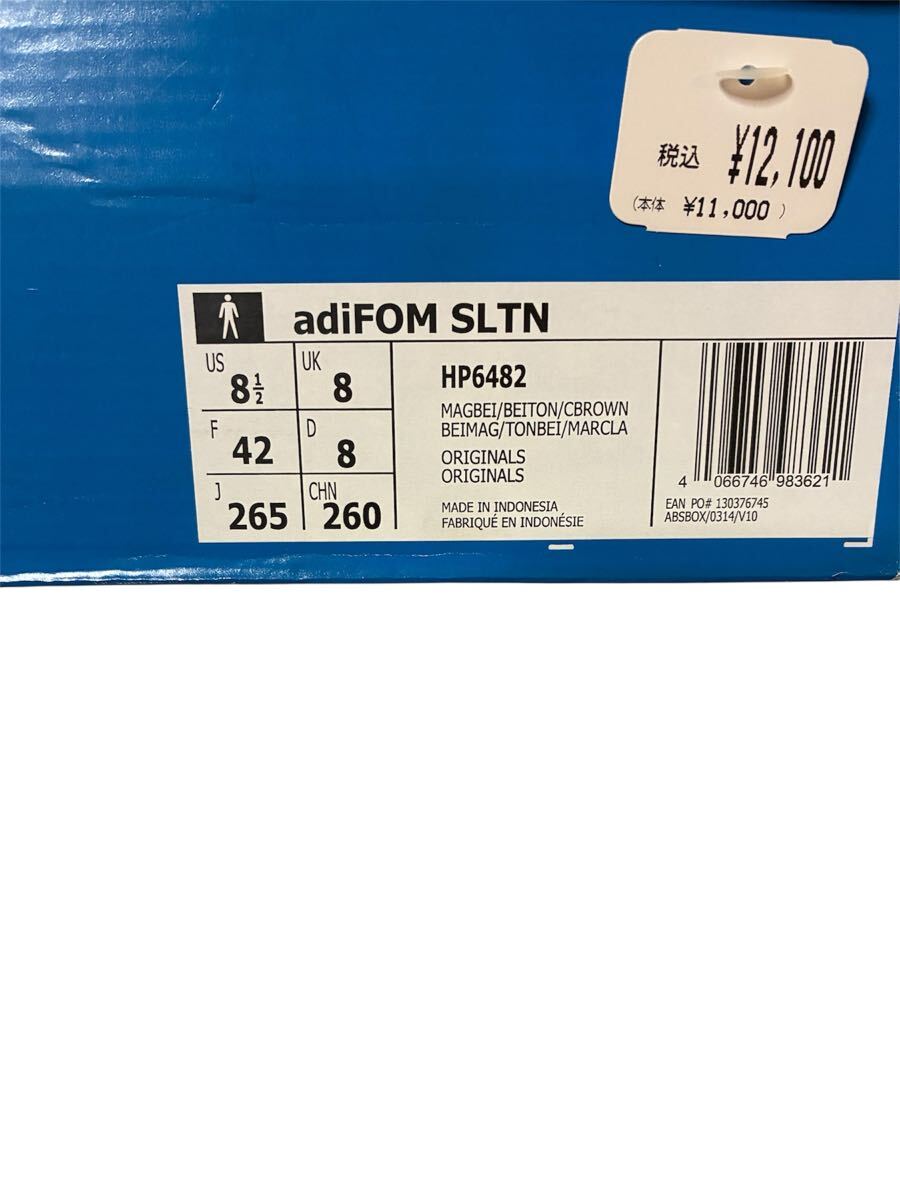 税込 ¥12,100
(本体 ¥11,000)
adiFOM SLTN
US 8½ UK 8
F 42 D 8
J 265 CHN 260
HP6482
MAGBEI/BEITON/CBROWN
BEIMAG/TONBEI/MARCLA
ORIGINALS
ORIGINALS
MADE IN INDONESIA
FABRIQUÉ EN INDONÉSIE
4 066746 983621
EAN PO# 130376745
ABSBOX/0314/V10